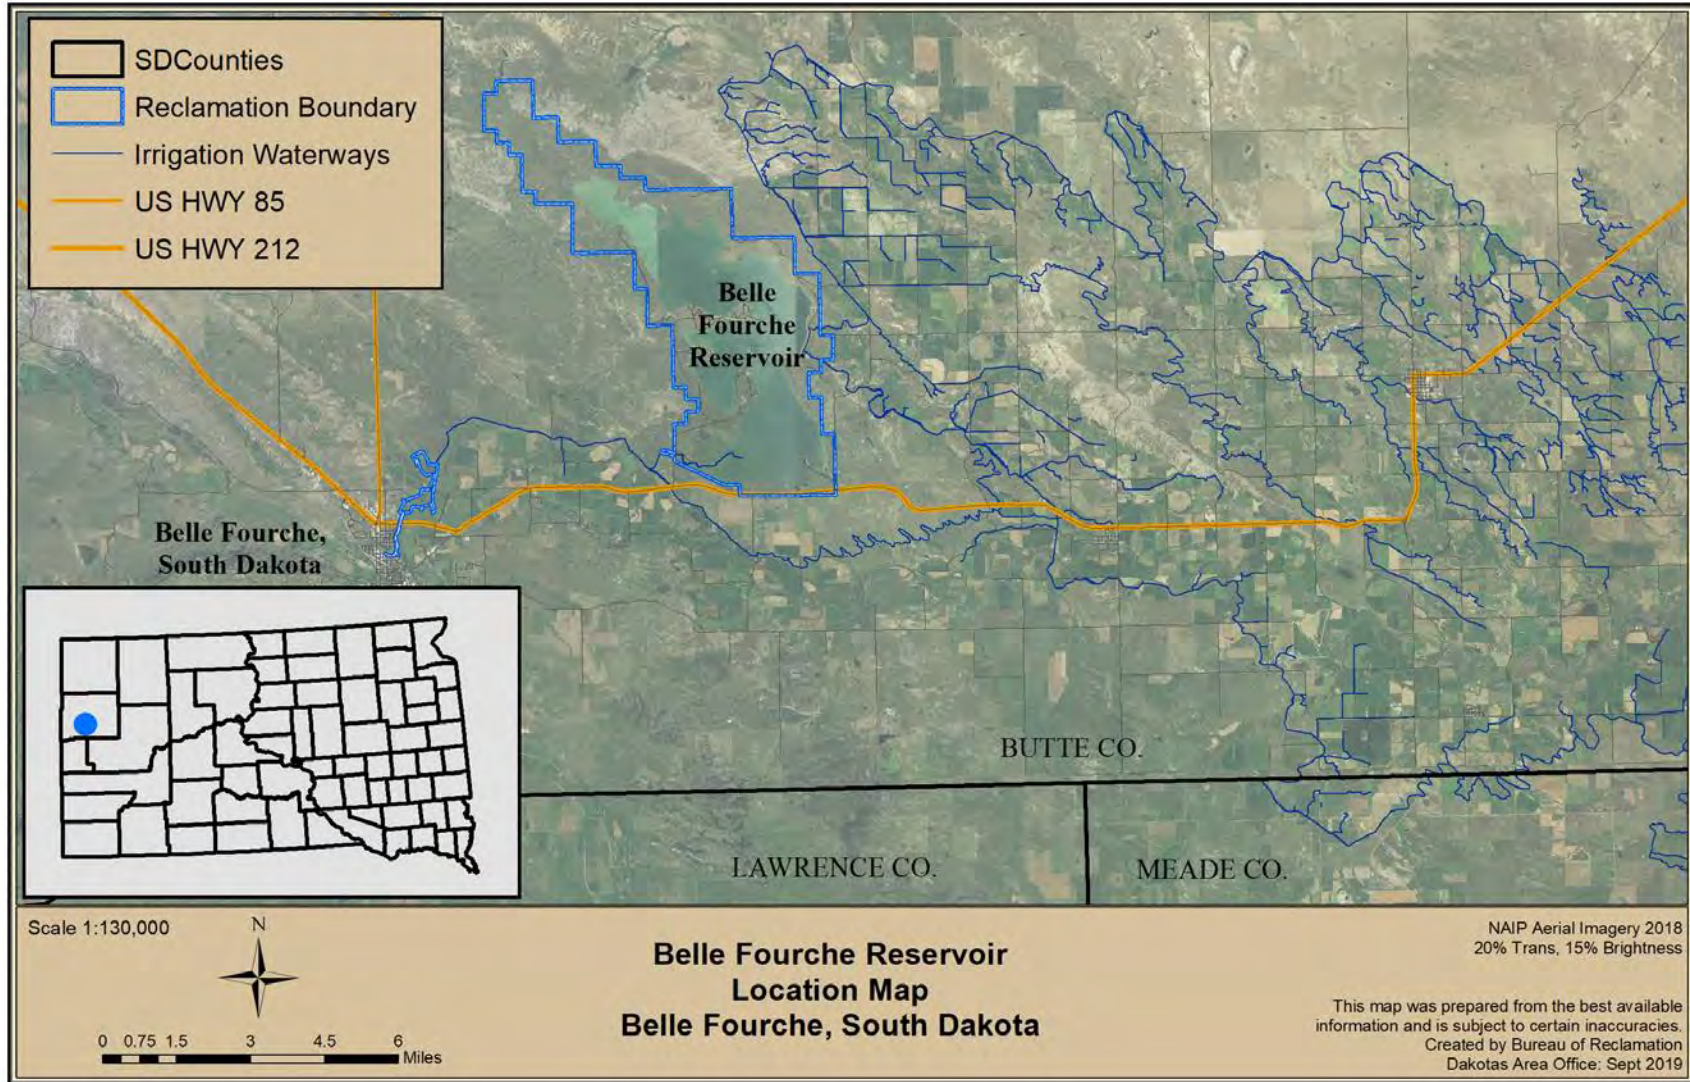 SDCounties
Reclamation Boundary
Irrigation Waterways
US HWY 85
US HWY 212
Belle
Fourche
Reservoir
Belle Fourche,
South Dakota
BUTTE CO.
LAWRENCE CO.
MEADE CO.
Scale 1:130,000
N
0 0.75 1.5 3 4.5 6
Miles
Belle Fourche Reservoir
Location Map
Belle Fourche, South Dakota
NAIP Aerial Imagery 2018
20% Trans, 15% Brightness
This map was prepared from the best available
information and is subject to certain inaccuracies.
Created by Bureau of Reclamation
Dakotas Area Office: Sept 2019